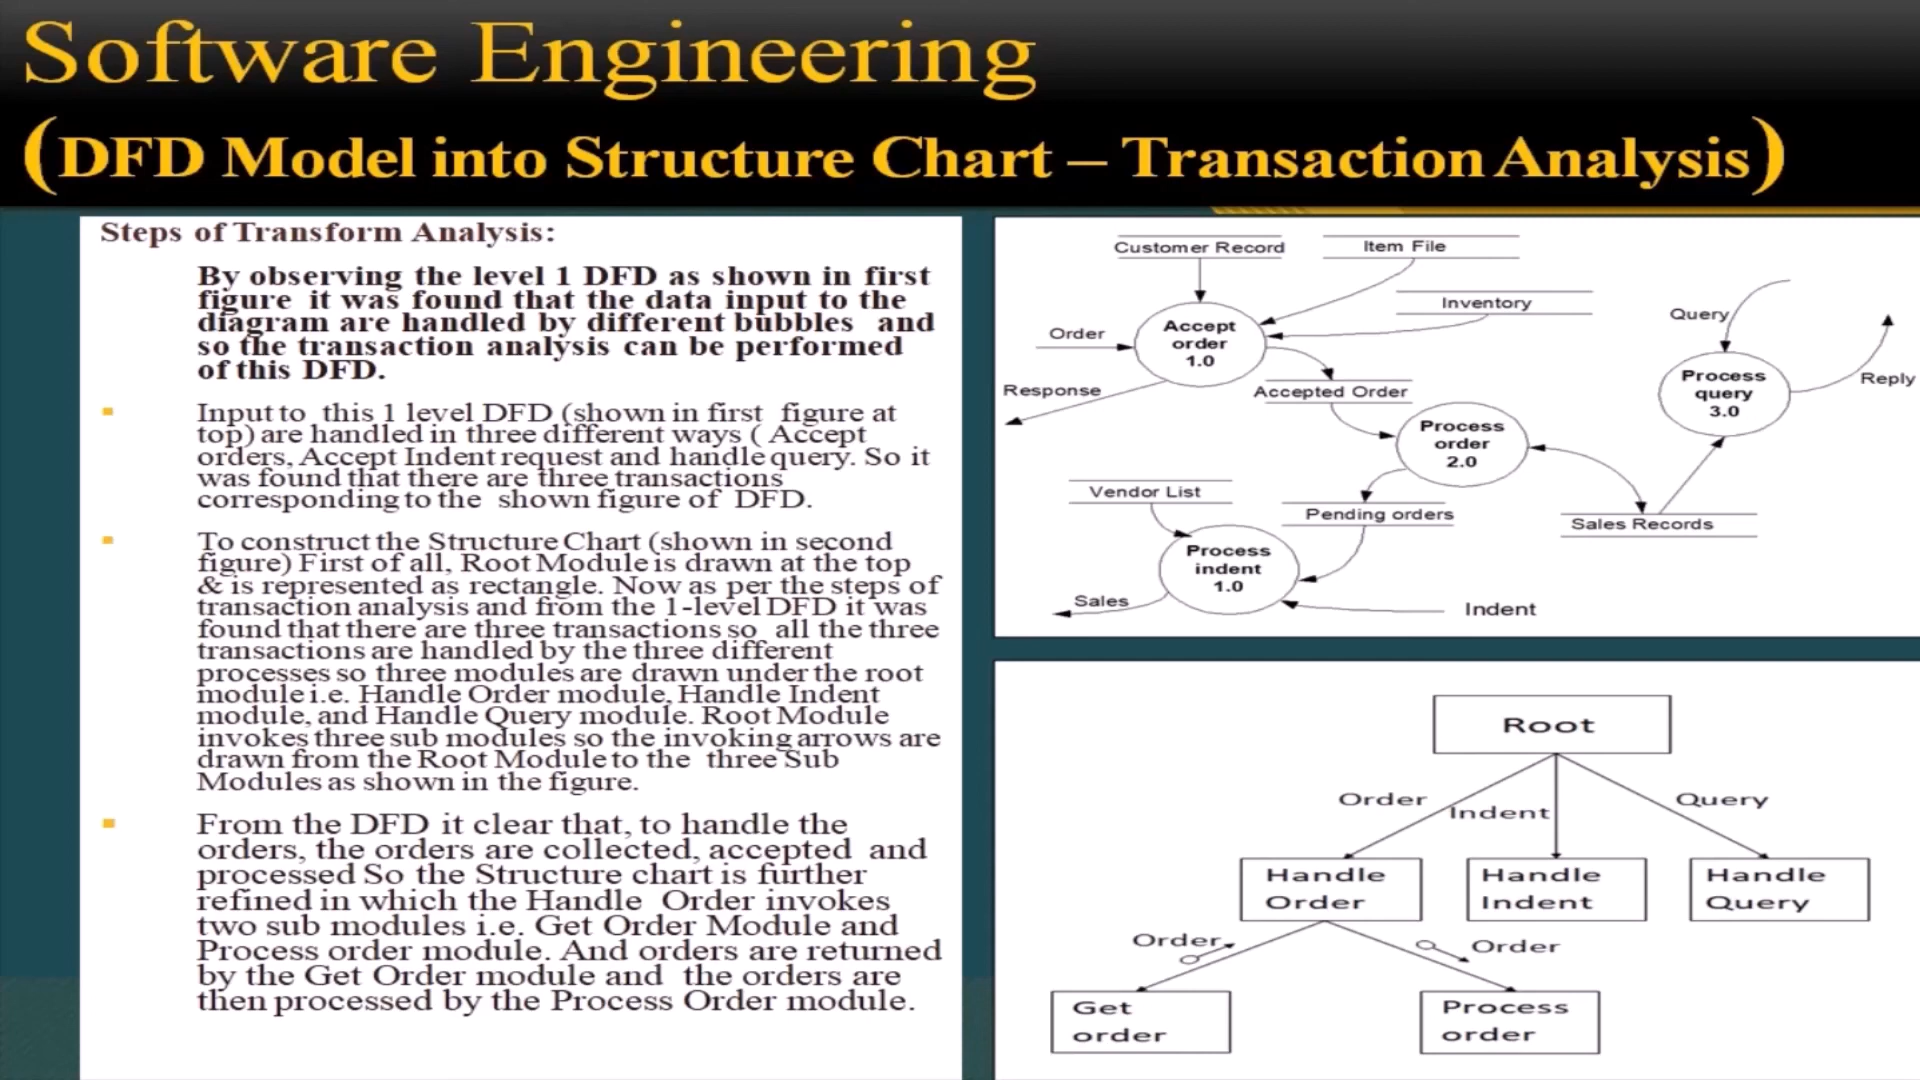 Software Engineering
(DFD Model into Structure Chart – Transaction Analysis)
Steps of Transform Analysis:
By observing the level 1 DFD as shown in first
figure it was found that the data input to the
diagram are handled by different bubbles and
so the transaction analysis can be performed
of this DFD.
Input to this 1 level DFD (shown in first figure at
top) are handled in three different ways ( Accept
orders, Accept Indent request and handle query. So it
was found that there are three transactions
corresponding to the shown figure of DFD.
To construct the Structure Chart (shown in second
figure) First of all, Root Module is drawn at the top
& is represented as rectangle. Now as per the steps of
transaction analysis and from the 1-level DFD it was
found that there are three transactions so all the three
transactions are handled by the three different
processes so three modules are drawn under the root
module i.e. Handle Order module, Handle Indent
module, and Handle Query module. Root Module
invokes three sub modules so the invoking arrows are
drawn from the Root Module to the three Sub
Modules as shown in the figure.
From the DFD it clear that, to handle the
orders, the orders are collected, accepted and
processed So the Structure chart is further
refined in which the Handle Order invokes
two sub modules i.e. Get Order Module and
Process order module. And orders are returned
by the Get Order module and the orders are
then processed by the Process Order module.
Customer Record
Item File
Inventory
Order
Accept
order
1.0
Response
Accepted Order
Query
Process
query
3.0
Reply
Process
order
2.0
Vendor List
Pending orders
Sales Records
Process
indent
1.0
Sales
Indent
Root
Order
Indent
Query
Handle
Order
Handle
Indent
Handle
Query
Order
Order
Get
order
Process
order